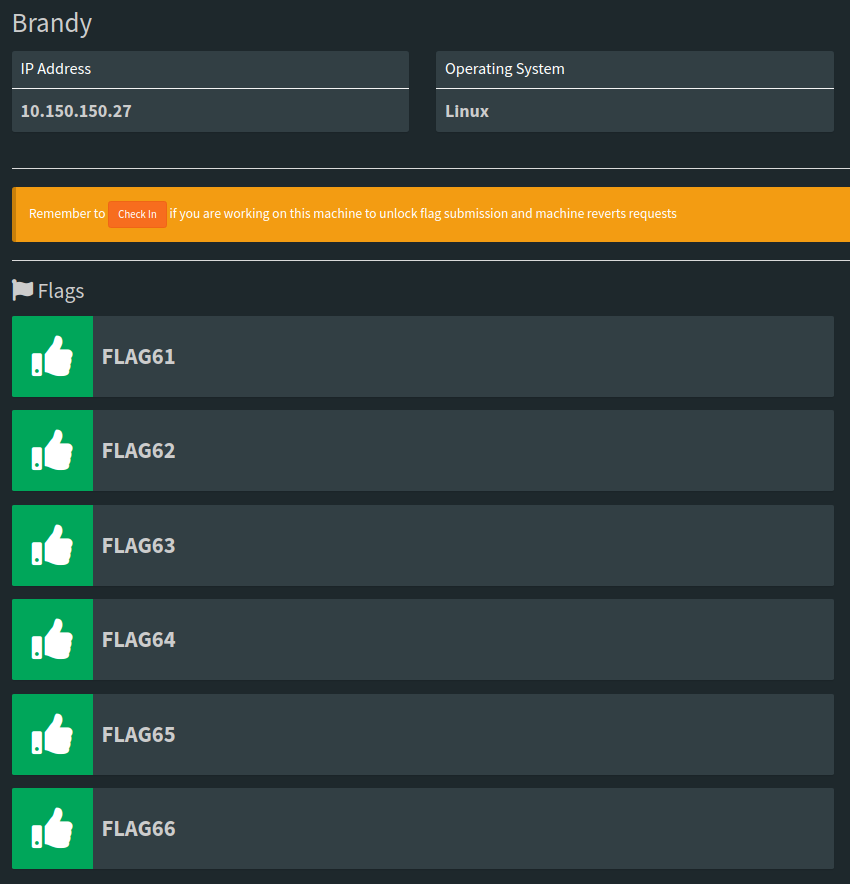 Brandy
IP Address
10.150.150.27
Operating System
Linux
Remember to Check In if you are working on this machine to unlock flag submission and machine reverts requests
Flags
FLAG61
FLAG62
FLAG63
FLAG64
FLAG65
FLAG66